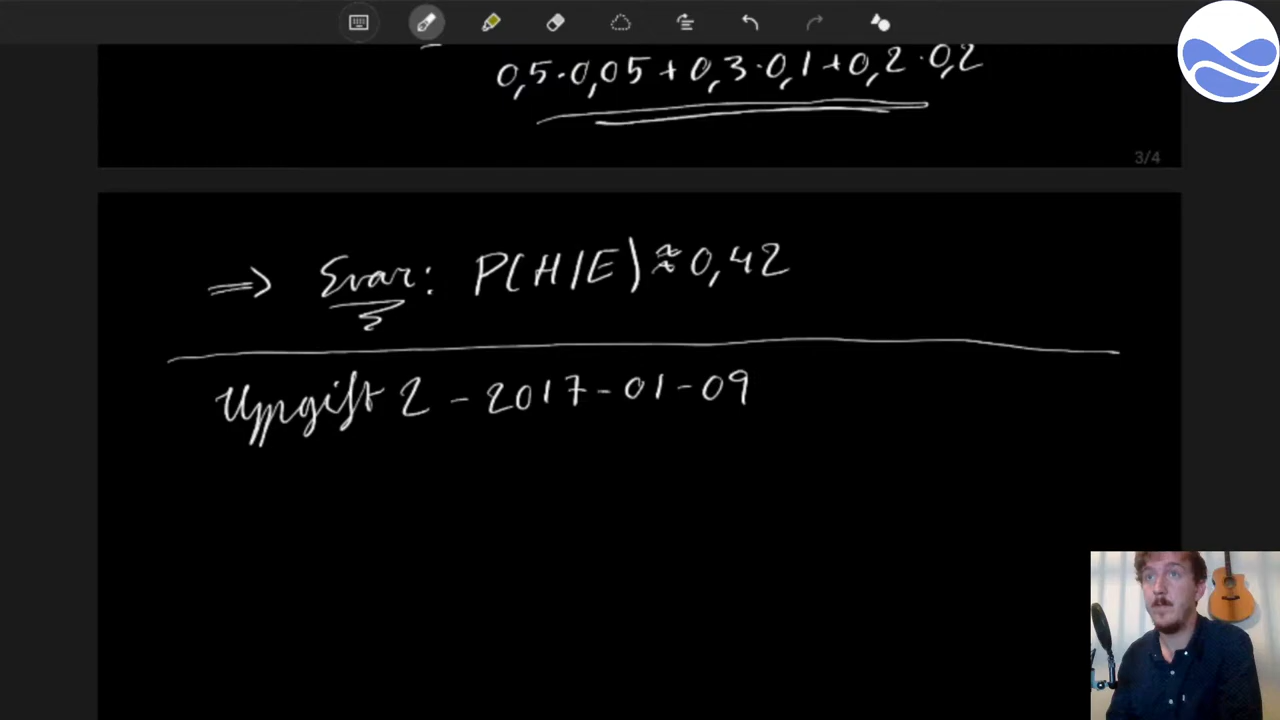 0,5·0,05 + 0,3·0,1 + 0,2·0,2
3/4
⇒ Svar: P(H/E) ≈ 0,42
Uppgift 2 - 2017-01-09